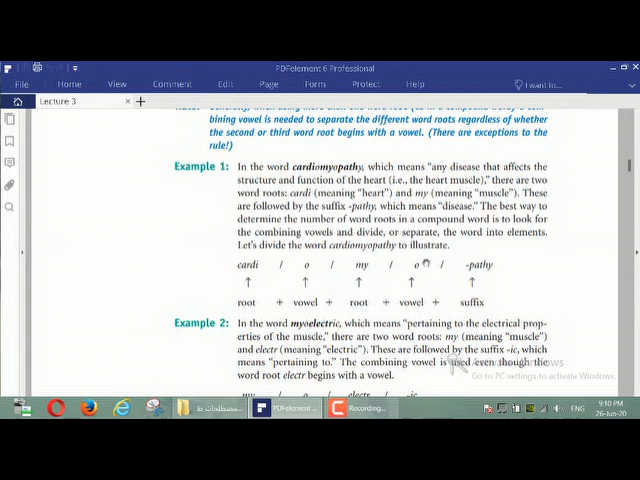 PDFelement 6 Professional
File Home View Comment Edit Page Form Protect Help I want to...
Lecture 3
bining vowel is needed to separate the different word roots regardless of whether
the second or third word root begins with a vowel. (There are exceptions to the
rule!)
Example 1: In the word cardiomyopathy, which means "any disease that affects the
structure and function of the heart (i.e., the heart muscle)," there are two
word roots: cardi (meaning "heart") and my (meaning "muscle"). These
are followed by the suffix -pathy, which means "disease." The best way to
determine the number of word roots in a compound word is to look for
the combining vowels and divide, or separate, the word into elements.
Let's divide the word cardiomyopathy to illustrate.
cardi / o / my / o / -pathy
↑ ↑ ↑ ↑ ↑
root + vowel + root + vowel + suffix
Example 2: In the word myoelectric, which means "pertaining to the electrical prop-
erties of the muscle," there are two word roots: my (meaning "muscle")
and electr (meaning "electric"). These are followed by the suffix -ic, which
means "pertaining to." The combining vowel is used even though the
word root electr begins with a vowel.
Activate Windows
Go to PC settings to activate Windows.
my / o / electr / -ic
مصطلحات ط... PDFelement ... Recording... ENG
9:10 PM
26-Jun-20